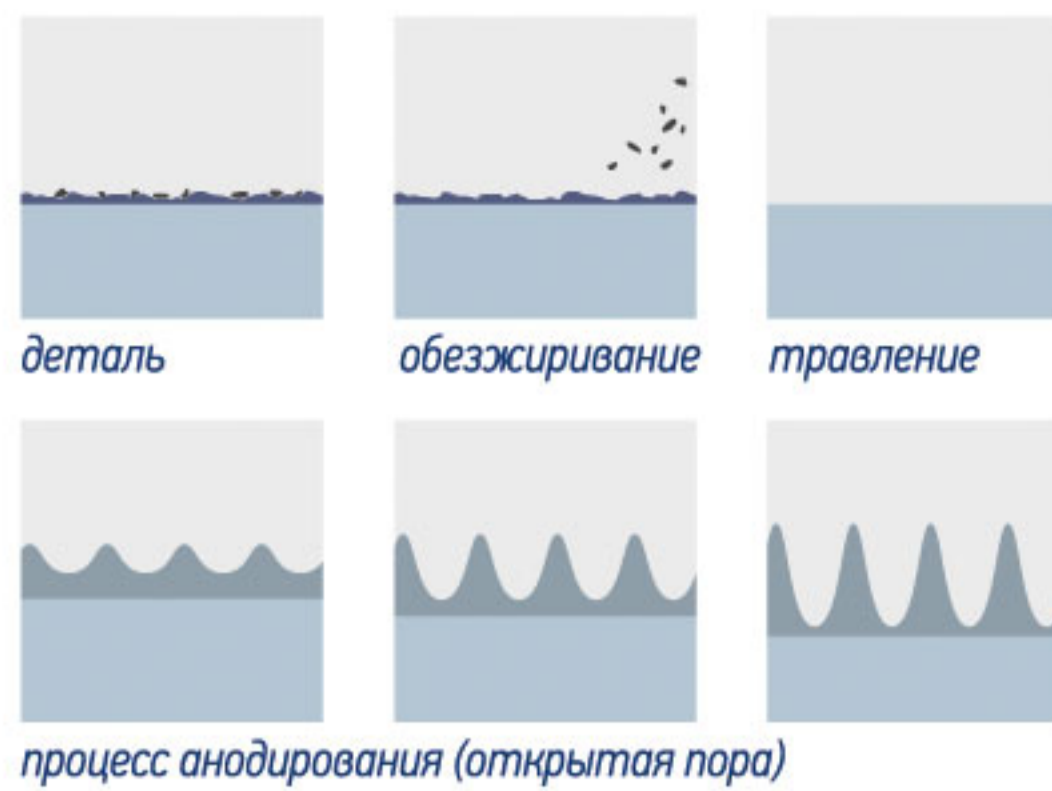 деталь
обезжиривание
травление
процесс анодирования (открытая пора)